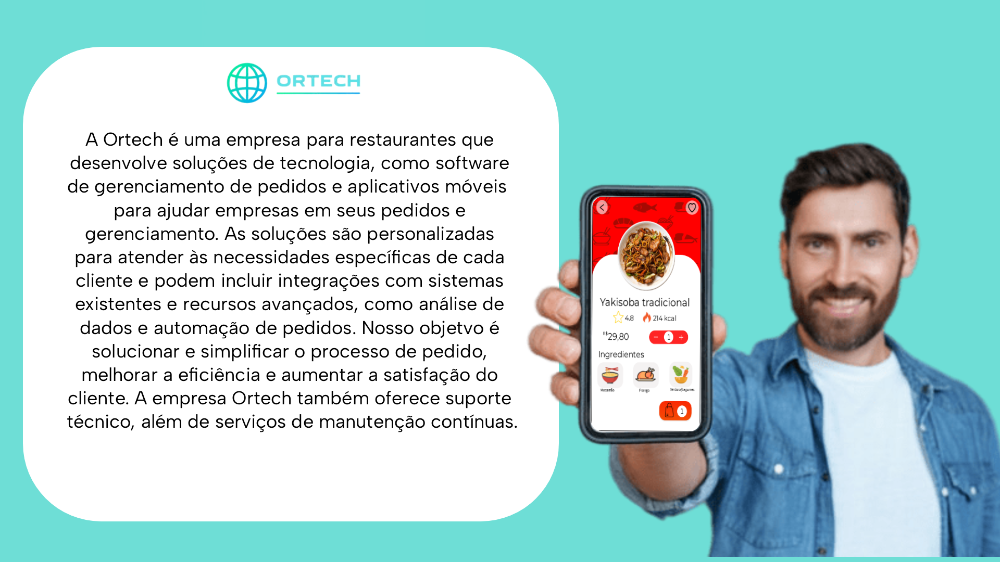 ORTECH
A Ortech é uma empresa para restaurantes que
desenvolve soluções de tecnologia, como software
de gerenciamento de pedidos e aplicativos móveis
para ajudar empresas em seus pedidos e
gerenciamento. As soluções são personalizadas
para atender às necessidades específicas de cada
cliente e podem incluir integrações com sistemas
existentes e recursos avançados, como análise de
dados e automação de pedidos. Nosso objetvo é
solucionar e simplificar o processo de pedido,
melhorar a eficiência e aumentar a satisfação do
cliente. A empresa Ortech também oferece suporte
técnico, além de serviços de manutenção contínuas.
Yakisoba tradicional
4.8 214 kcal
R$29,80 − 1 +
Ingredientes
Macarrão Frango Verdura/Legumes
1